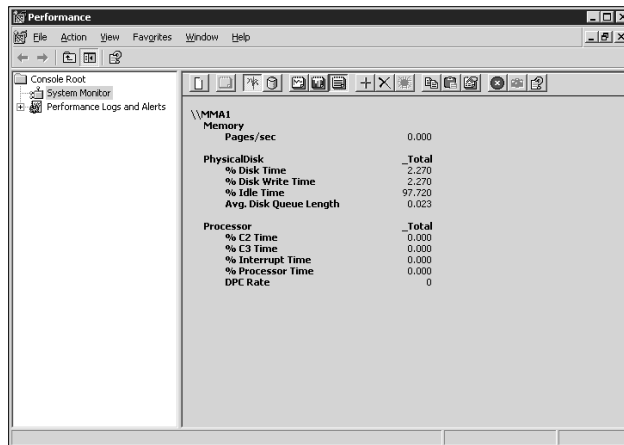 Performance
File Action View Favorites Window Help
Console Root
System Monitor
Performance Logs and Alerts
\\MMA1
Memory
Pages/sec 0.000
PhysicalDisk _Total
% Disk Time 2.270
% Disk Write Time 2.270
% Idle Time 97.720
Avg. Disk Queue Length 0.023
Processor _Total
% C2 Time 0.000
% C3 Time 0.000
% Interrupt Time 0.000
% Processor Time 0.000
DPC Rate 0